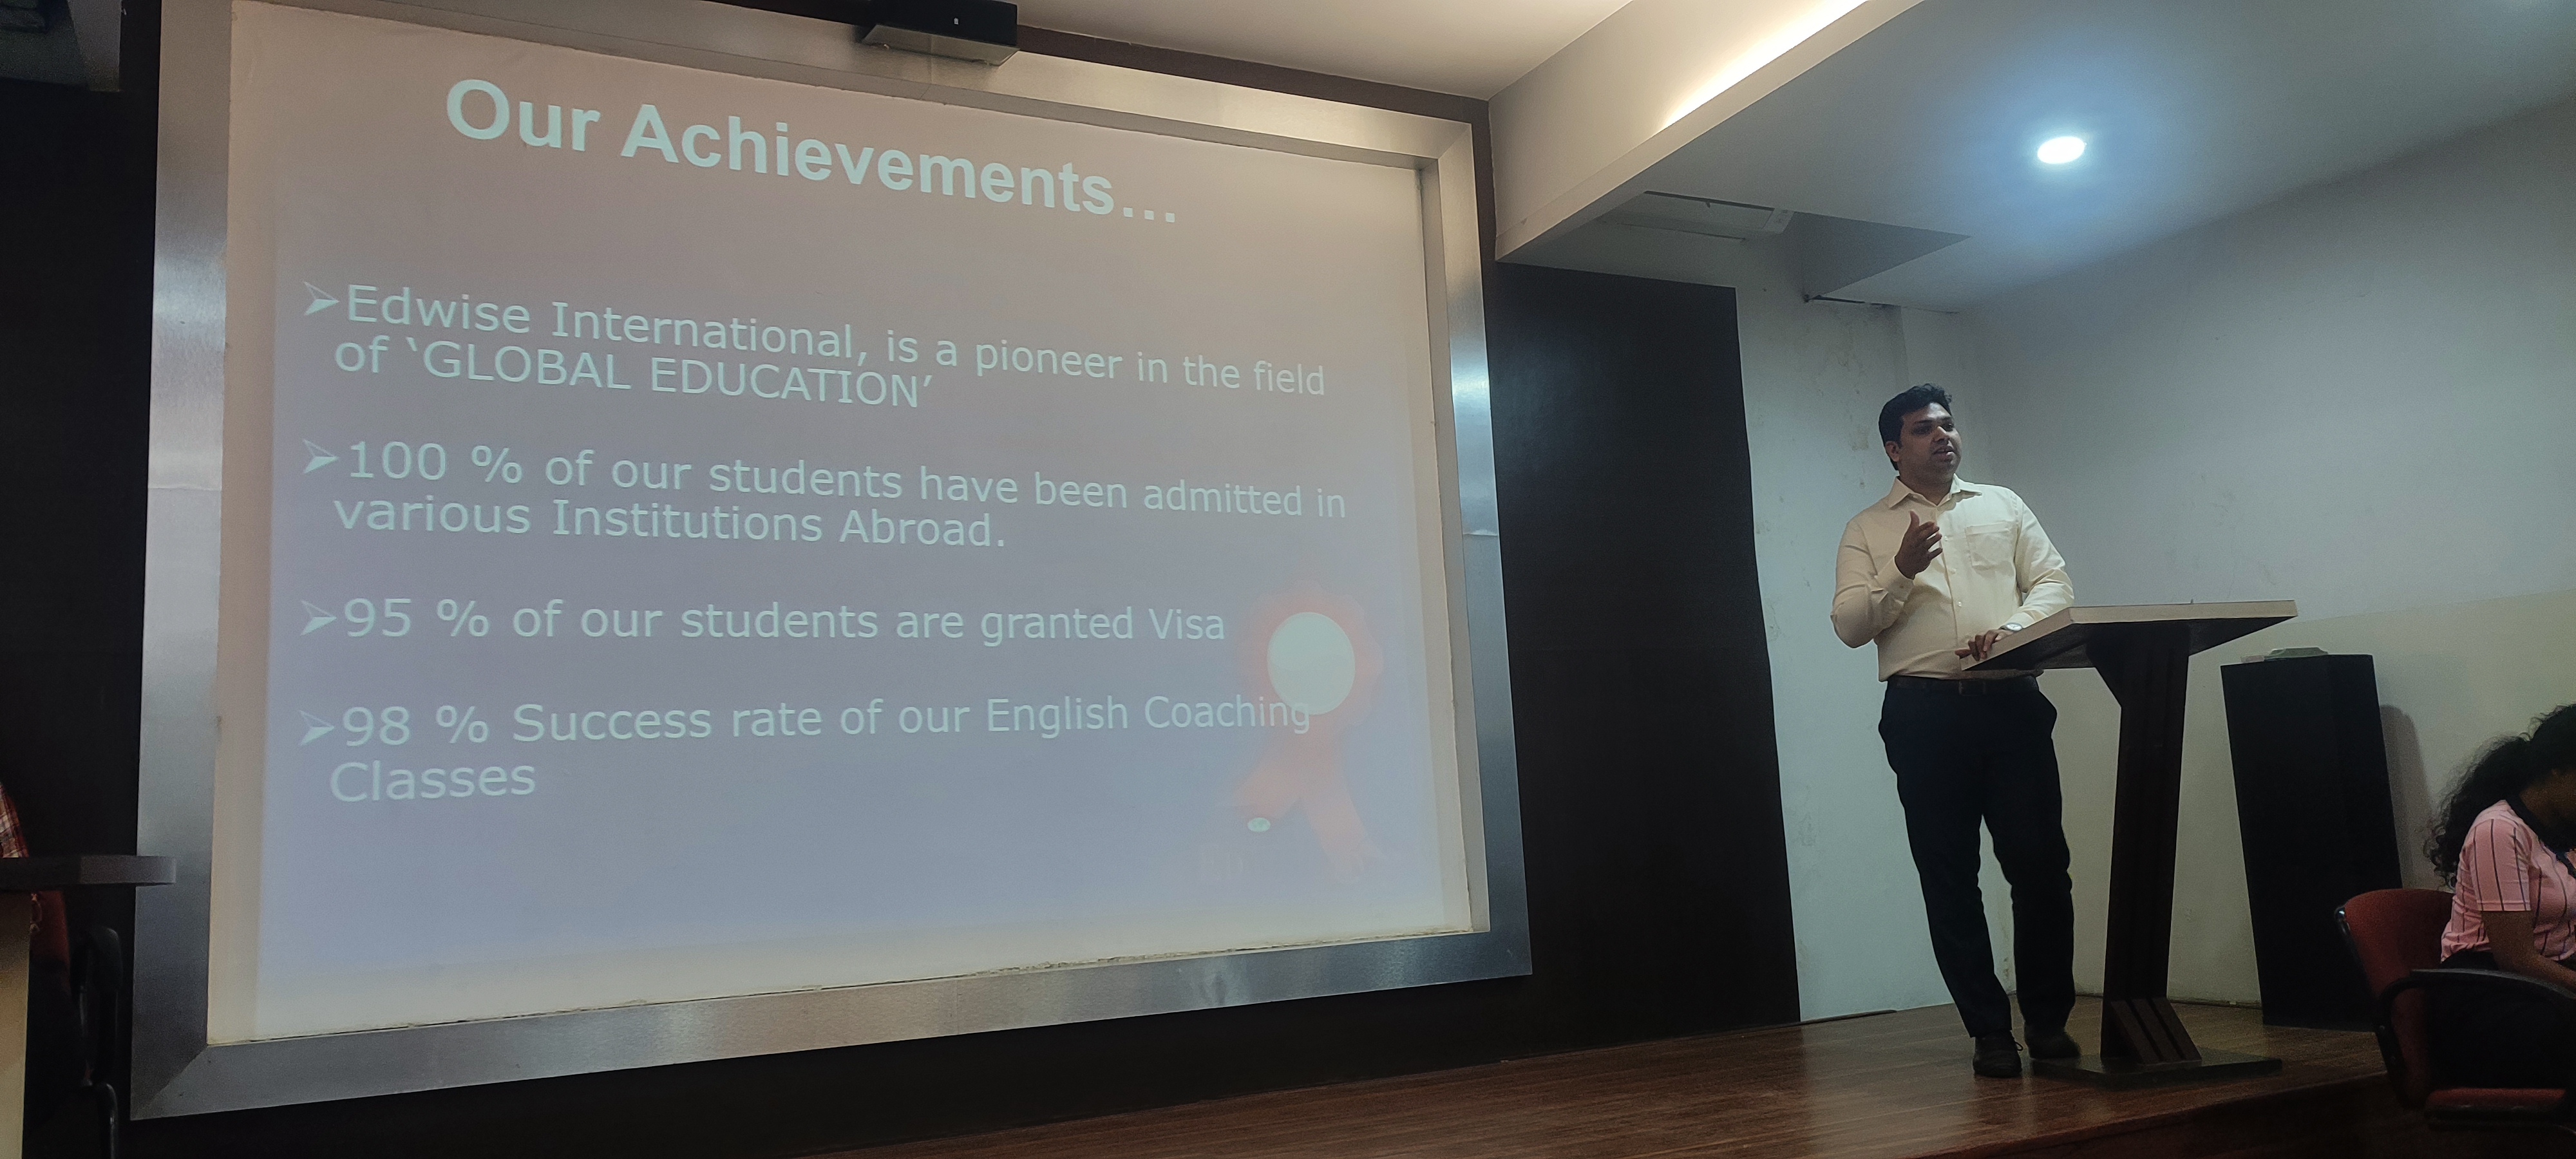 Our Achievements...
➢Edwise International, is a pioneer in the field
of ‘GLOBAL EDUCATION’
➢100 % of our students have been admitted in
various Institutions Abroad.
➢95 % of our students are granted Visa
➢98 % Success rate of our English Coaching
Classes